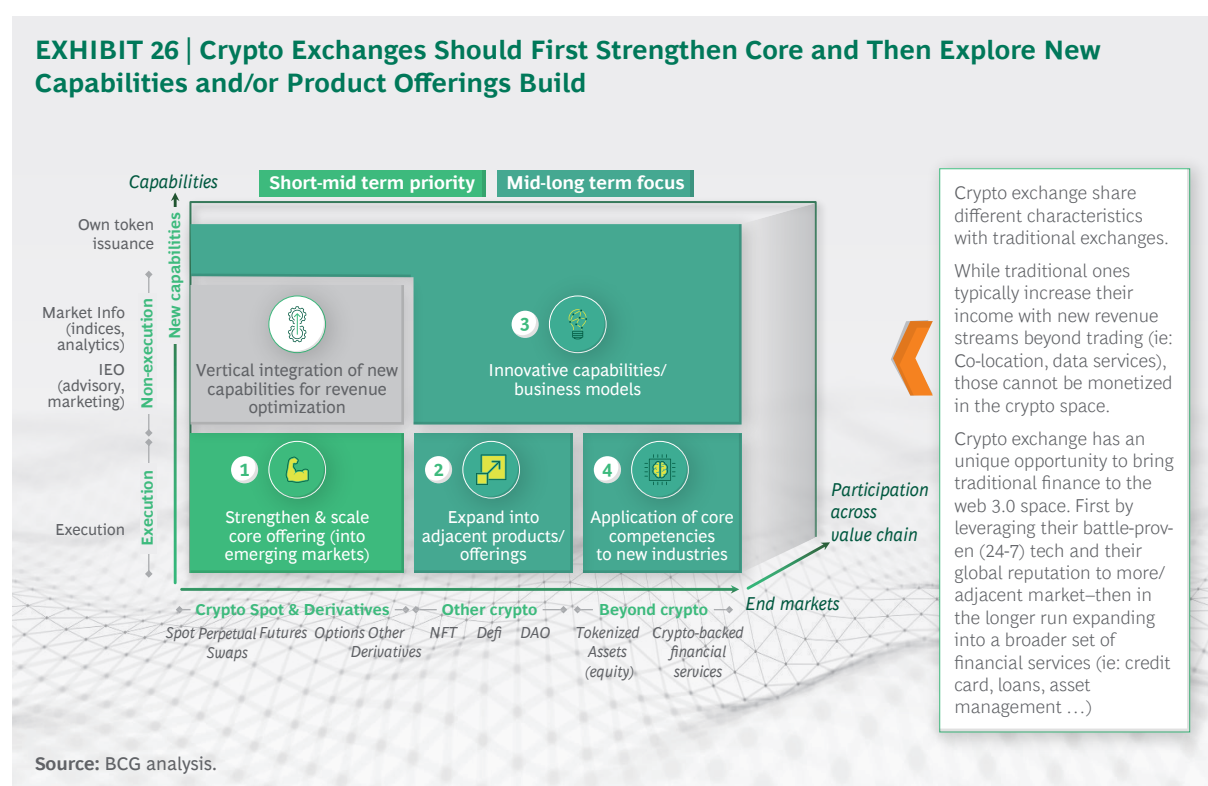 EXHIBIT 26 | Crypto Exchanges Should First Strengthen Core and Then Explore New
Capabilities and/or Product Offerings Build
Capabilities
Short-mid term priority
Mid-long term focus
Own token
issuance
Market Info
(indices,
analytics)
IEO
(advisory,
marketing)
Execution
New capabilities
Non-execution
Execution
Vertical integration of new
capabilities for revenue
optimization
3
Innovative capabilities/
business models
1
Strengthen & scale
core offering (into
emerging markets)
2
Expand into
adjacent products/
offerings
4
Application of core
competencies
to new industries
Participation
across
value chain
End markets
Crypto Spot & Derivatives
Other crypto
Beyond crypto
Spot
Perpetual
Swaps
Futures
Options
Other
Derivatives
NFT
Defi
DAO
Tokenized
Assets
(equity)
Crypto-backed
financial
services
Crypto exchange share
different characteristics
with traditional exchanges.
While traditional ones
typically increase their
income with new revenue
streams beyond trading (ie:
Co-location, data services),
those cannot be monetized
in the crypto space.
Crypto exchange has an
unique opportunity to bring
traditional finance to the
web 3.0 space. First by
leveraging their battle-prov-
en (24-7) tech and their
global reputation to more/
adjacent market–then in
the longer run expanding
into a broader set of
financial services (ie: credit
card, loans, asset
management …)
Source: BCG analysis.